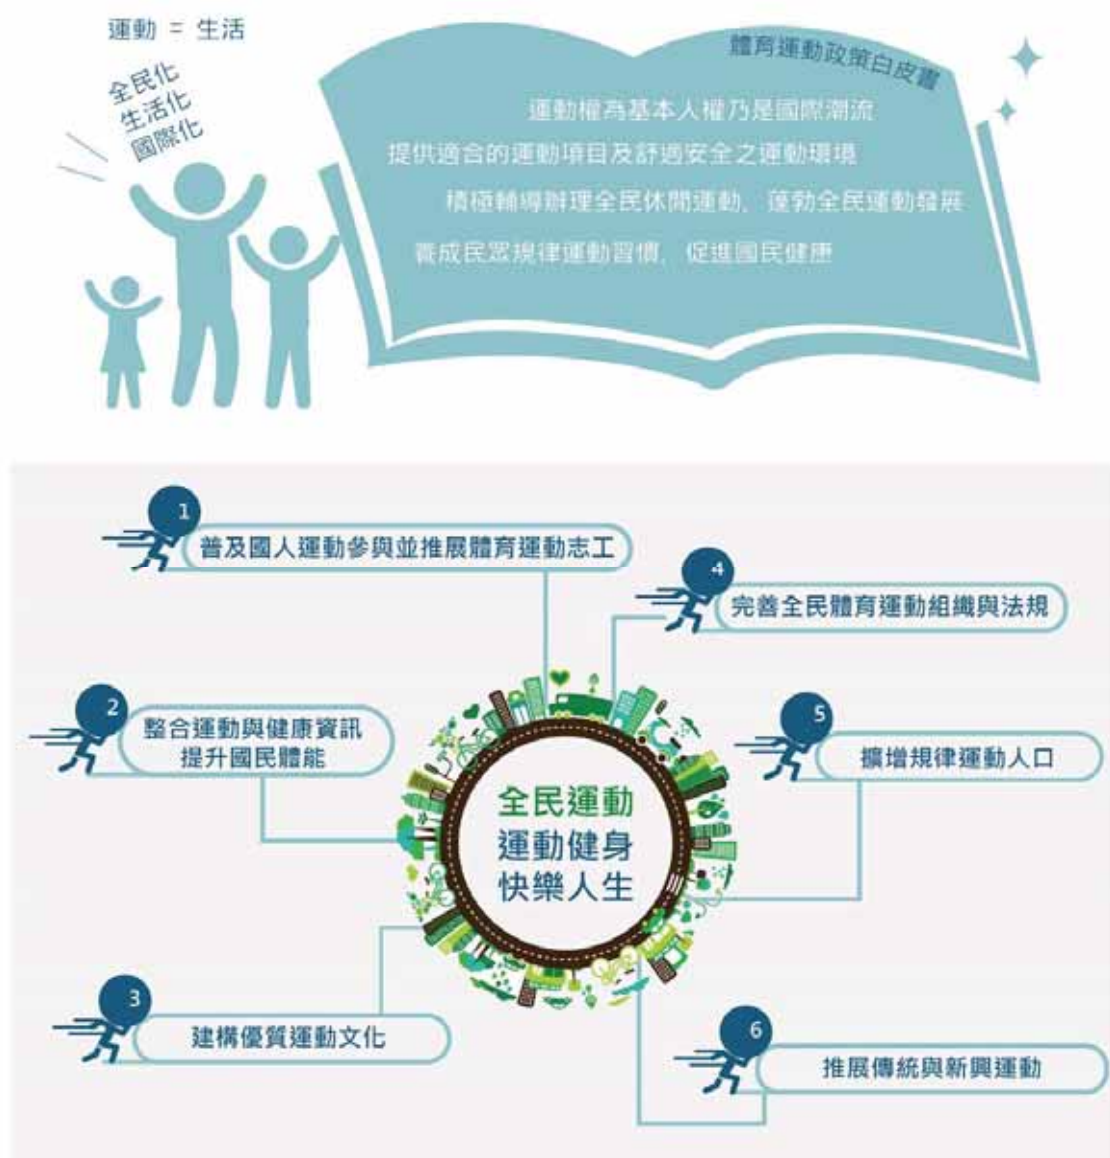 運動 = 生活
全民化
生活化
國際化
體育運動政策白皮書
運動權為基本人權乃是國際潮流
提供適合的運動項目及舒適安全之運動環境
積極輔導辦理全民休閒運動，蓬勃全民運動發展
養成民眾規律運動習慣，促進國民健康
1
普及國人運動參與並推展體育運動志工
4
完善全民體育運動組織與法規
2
整合運動與健康資訊
提升國民體能
5
擴增規律運動人口
全民運動
運動健身
快樂人生
3
建構優質運動文化
6
推展傳統與新興運動